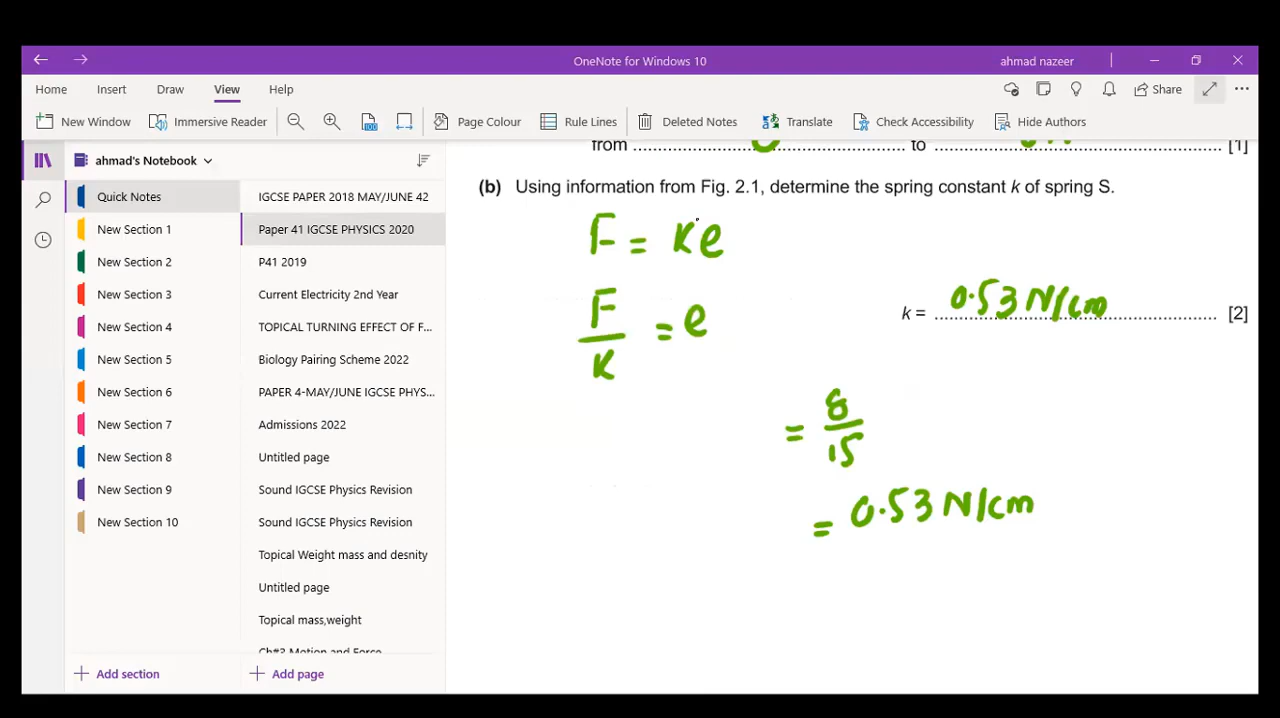 OneNote for Windows 10
ahmad nazeer
Home Insert Draw View Help
Share
New Window Immersive Reader Page Colour Rule Lines Deleted Notes Translate Check Accessibility Hide Authors
ahmad's Notebook
Quick Notes
New Section 1
New Section 2
New Section 3
New Section 4
New Section 5
New Section 6
New Section 7
New Section 8
New Section 9
New Section 10
Add section
IGCSE PAPER 2018 MAY/JUNE 42
Paper 41 IGCSE PHYSICS 2020
P41 2019
Current Electricity 2nd Year
TOPICAL TURNING EFFECT OF F...
Biology Pairing Scheme 2022
PAPER 4-MAY/JUNE IGCSE PHYS...
Admissions 2022
Untitled page
Sound IGCSE Physics Revision
Sound IGCSE Physics Revision
Topical Weight mass and desnity
Untitled page
Topical mass,weight
Ch#3 Motion and Force
Add page
from ........ to ........ [1]
(b) Using information from Fig. 2.1, determine the spring constant k of spring S.
F = Ke
F/K = e
k = 0.53 N/cm [2]
= 8/15
= 0.53 N/cm